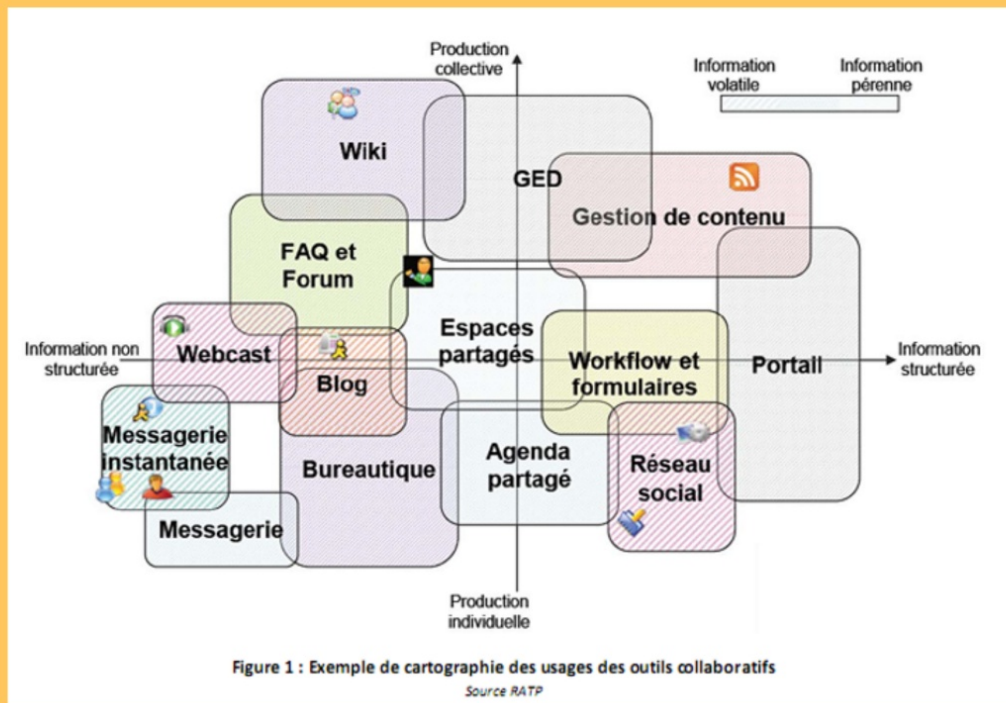 Production
collective
Information
volatile
Information
pérenne
Wiki
GED
Gestion de contenu
FAQ et
Forum
Espaces
partagés
Information non
structurée
Webcast
Blog
Workflow et
formulaires
Portail
Information
structurée
Messagerie
instantanée
Bureautique
Agenda
partagé
Réseau
social
Messagerie
Production
individuelle
Figure 1 : Exemple de cartographie des usages des outils collaboratifs
Source RATP